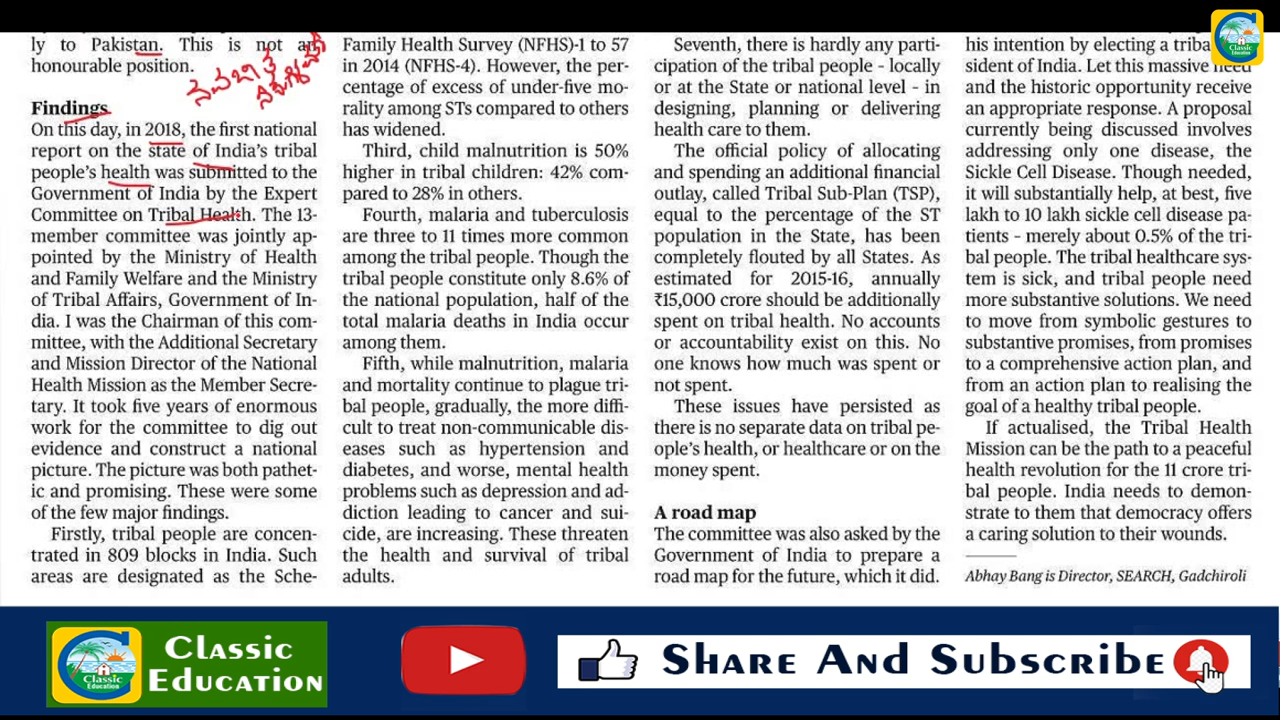 ly to Pakistan. This is not an
honourable position.
Findings
On this day, in 2018, the first national
report on the state of India's tribal
people's health was submitted to the
Government of India by the Expert
Committee on Tribal Health. The 13-
member committee was jointly ap-
pointed by the Ministry of Health
and Family Welfare and the Ministry
of Tribal Affairs, Government of In-
dia. I was the Chairman of this com-
mittee, with the Additional Secretary
and Mission Director of the National
Health Mission as the Member Secre-
tary. It took five years of enormous
work for the committee to dig out
evidence and construct a national
picture. The picture was both pathet-
ic and promising. These were some
of the few major findings.
Firstly, tribal people are concen-
trated in 809 blocks in India. Such
areas are designated as the Sche-
Family Health Survey (NFHS)-1 to 57
in 2014 (NFHS-4). However, the per-
centage of excess of under-five mo-
rality among STs compared to others
has widened.
Third, child malnutrition is 50%
higher in tribal children: 42% com-
pared to 28% in others.
Fourth, malaria and tuberculosis
are three to 11 times more common
among the tribal people. Though the
tribal people constitute only 8.6% of
the national population, half of the
total malaria deaths in India occur
among them.
Fifth, while malnutrition, malaria
and mortality continue to plague tri-
bal people, gradually, the more diffi-
cult to treat non-communicable dis-
eases such as hypertension and
diabetes, and worse, mental health
problems such as depression and ad-
diction leading to cancer and sui-
cide, are increasing. These threaten
the health and survival of tribal
adults.
Seventh, there is hardly any parti-
cipation of the tribal people - locally
or at the State or national level - in
designing, planning or delivering
health care to them.
The official policy of allocating
and spending an additional financial
outlay, called Tribal Sub-Plan (TSP),
equal to the percentage of the ST
population in the State, has been
completely flouted by all States. As
estimated for 2015-16, annually
₹15,000 crore should be additionally
spent on tribal health. No accounts
or accountability exist on this. No
one knows how much was spent or
not spent.
These issues have persisted as
there is no separate data on tribal pe-
ople's health, or healthcare or on the
money spent.
A road map
The committee was also asked by the
Government of India to prepare a
road map for the future, which it did.
his intention by electing a tribal
sident of India. Let this massive need
and the historic opportunity receive
an appropriate response. A proposal
currently being discussed involves
addressing only one disease, the
Sickle Cell Disease. Though needed,
it will substantially help, at best, five
lakh to 10 lakh sickle cell disease pa-
tients - merely about 0.5% of the tri-
bal people. The tribal healthcare sys-
tem is sick, and tribal people need
more substantive solutions. We need
to move from symbolic gestures to
substantive promises, from promises
to a comprehensive action plan, and
from an action plan to realising the
goal of a healthy tribal people.
If actualised, the Tribal Health
Mission can be the path to a peaceful
health revolution for the 11 crore tri-
bal people. India needs to demon-
strate to them that democracy offers
a caring solution to their wounds.
Abhay Bang is Director, SEARCH, Gadchiroli
Classic
Education
Classic
Education
Classic
Education
Share And Subscribe